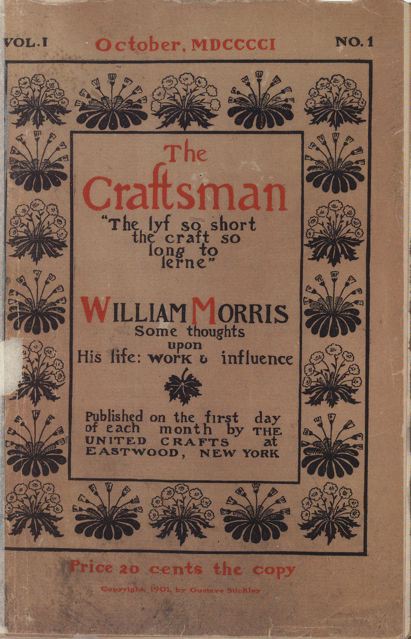 VOL. I October, MDCCCCI NO. 1
The
Craftsman
"The lyf so short
the craft so
long to
lerne"
WILLIAM MORRIS
Some thoughts
upon
His life: WORK & influence
Published on the first day
of each month by THE
UNITED CRAFTS at
EASTWOOD, NEW YORK
Price 20 cents the copy
Copyright, 1901, by Gustave Stickley